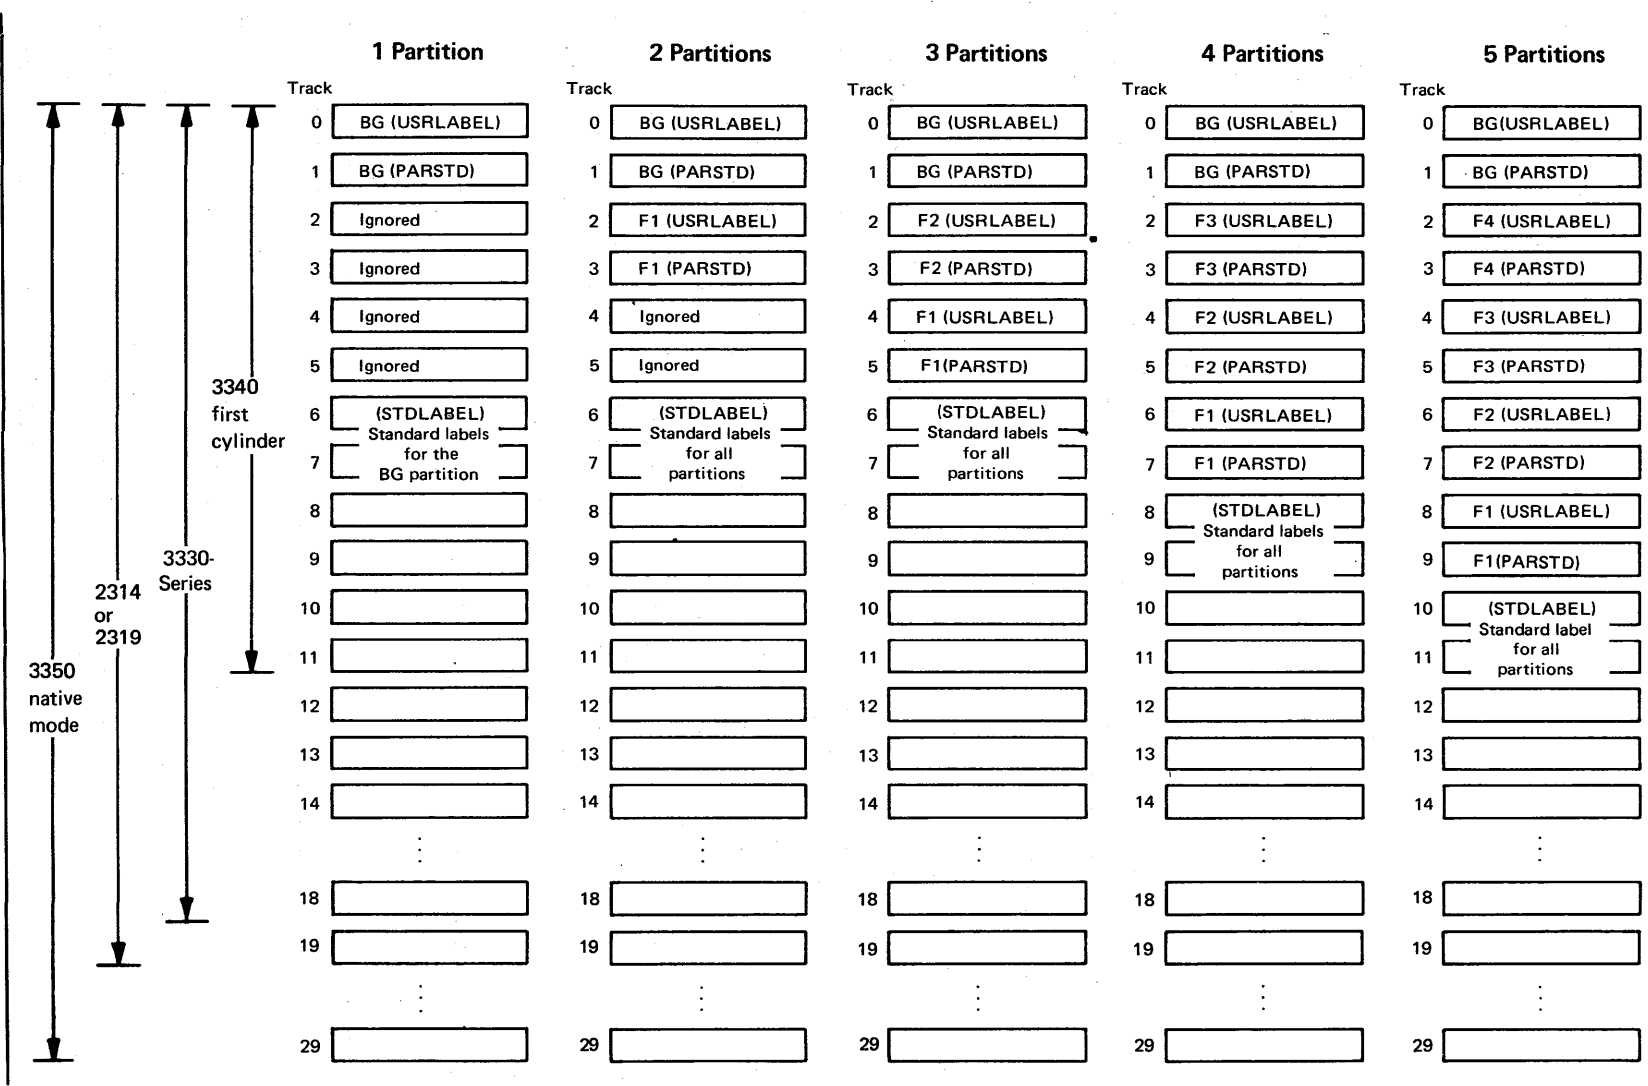 1 Partition 2 Partitions 3 Partitions 4 Partitions 5 Partitions
Track Track Track Track Track
0 BG (USRLABEL) 0 BG (USRLABEL) 0 BG (USRLABEL) 0 BG (USRLABEL) 0 BG(USRLABEL)
1 BG (PARSTD) 1 BG (PARSTD) 1 BG (PARSTD) 1 BG (PARSTD) 1 BG (PARSTD)
2 Ignored 2 F1 (USRLABEL) 2 F2 (USRLABEL) 2 F3 (USRLABEL) 2 F4 (USRLABEL)
3 Ignored 3 F1 (PARSTD) 3 F2 (PARSTD) 3 F3 (PARSTD) 3 F4 (PARSTD)
4 Ignored 4 Ignored 4 F1 (USRLABEL) 4 F2 (USRLABEL) 4 F3 (USRLABEL)
5 Ignored 5 Ignored 5 F1(PARSTD) 5 F2 (PARSTD) 5 F3 (PARSTD)
3340
first
cylinder
6 (STDLABEL) 6 (STDLABEL) 6 (STDLABEL) 6 F1 (USRLABEL) 6 F2 (USRLABEL)
Standard labels Standard labels Standard labels
for the for all for all
7 BG partition 7 partitions 7 partitions 7 F1 (PARSTD) 7 F2 (PARSTD)
8 8 8 8 (STDLABEL) 8 F1 (USRLABEL)
Standard labels
for all
9 9 9 9 partitions 9 F1(PARSTD)
3330-
Series
2314
or
2319
10 10 10 10 10 (STDLABEL)
Standard label
for all
11 11 11 11 11 partitions
3350
native
mode
12 12 12 12 12
13 13 13 13 13
14 14 14 14 14
18 18 18 18 18
19 19 19 19 19
29 29 29 29 29